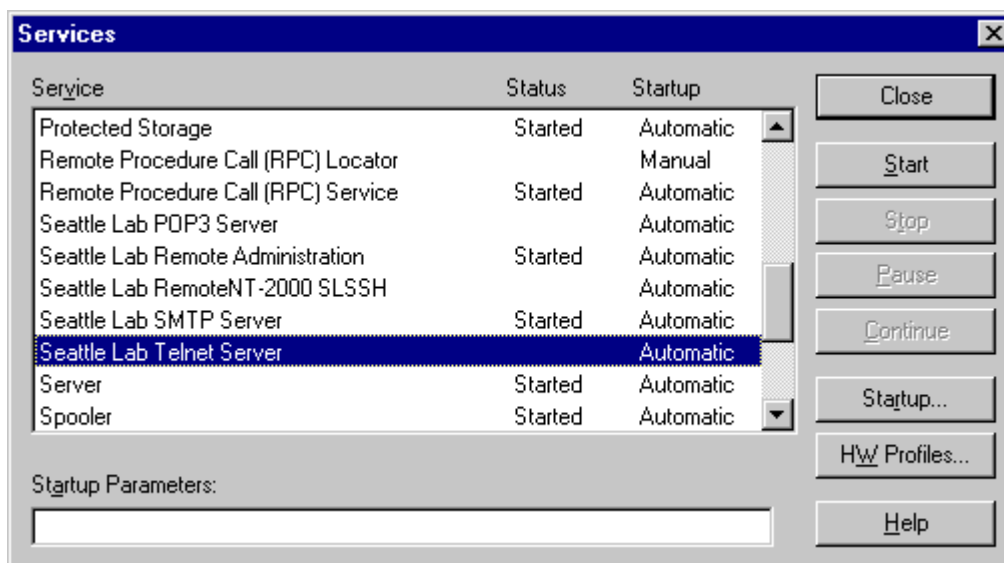 Services
Service Status Startup
Protected Storage Started Automatic
Remote Procedure Call (RPC) Locator Manual
Remote Procedure Call (RPC) Service Started Automatic
Seattle Lab POP3 Server Automatic
Seattle Lab Remote Administration Started Automatic
Seattle Lab RemoteNT-2000 SLSSH Automatic
Seattle Lab SMTP Server Started Automatic
Seattle Lab Telnet Server Automatic
Server Started Automatic
Spooler Started Automatic
Startup Parameters:
Close
Start
Stop
Pause
Continue
Startup...
HW Profiles...
Help